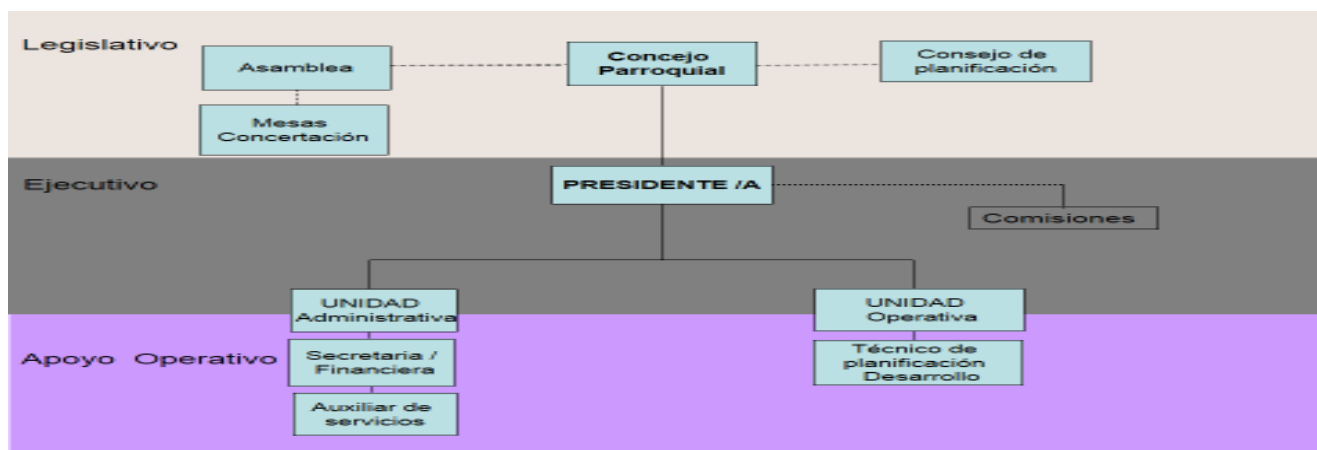 Legislativo
Asamblea
Concejo
Parroquial
Consejo de
planificación
Mesas
Concertación
Ejecutivo
PRESIDENTE /A
Comisiones
UNIDAD
Administrativa
UNIDAD
Operativa
Apoyo Operativo
Secretaria /
Financiera
Técnico de
planificación
Desarrollo
Auxiliar de
servicios